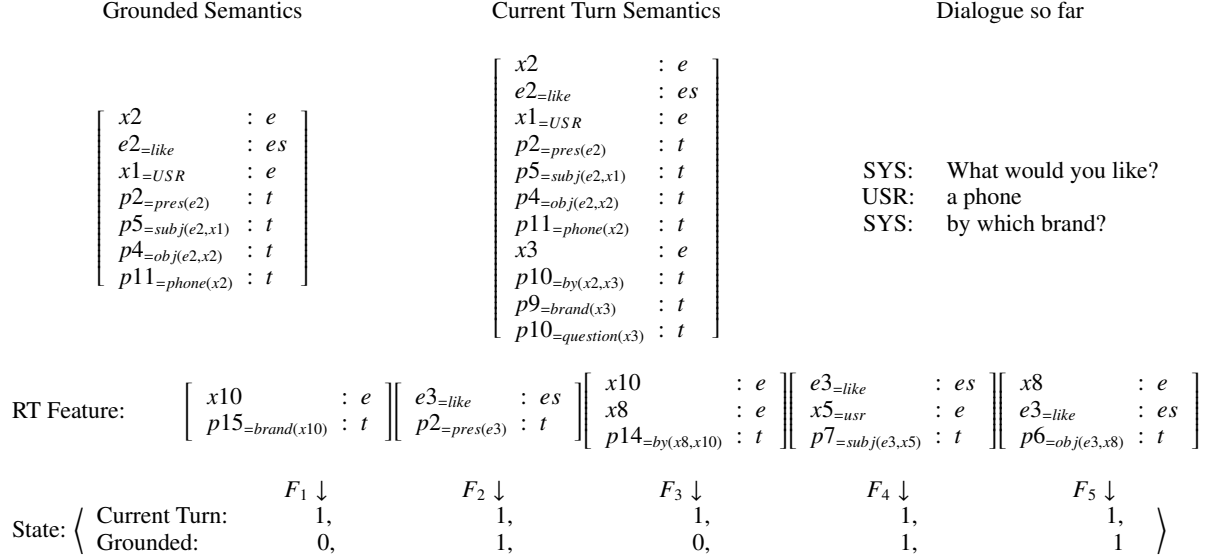 Grounded Semantics Current Turn Semantics Dialogue so far
x2 : e
e2=like : es
x1=USR : e
p2=pres(e2) : t
p5=subj(e2,x1) : t
p4=obj(e2,x2) : t
p11=phone(x2) : t
x2 : e
e2=like : es
x1=USR : e
p2=pres(e2) : t
p5=subj(e2,x1) : t
p4=obj(e2,x2) : t
p11=phone(x2) : t
x3 : e
p10=by(x2,x3) : t
p9=brand(x3) : t
p10=question(x3) : t
SYS: What would you like?
USR: a phone
SYS: by which brand?
RT Feature:
x10 : e
p15=brand(x10) : t
e3=like : es
p2=pres(e3) : t
x10 : e
x8 : e
p14=by(x8,x10) : t
e3=like : es
x5=usr : e
p7=subj(e3,x5) : t
x8 : e
e3=like : es
p6=obj(e3,x8) : t
F1 ↓ F2 ↓ F3 ↓ F4 ↓ F5 ↓
State: ⟨ Current Turn: 1, 1, 1, 1, 1, ⟩
Grounded: 0, 1, 0, 1, 1